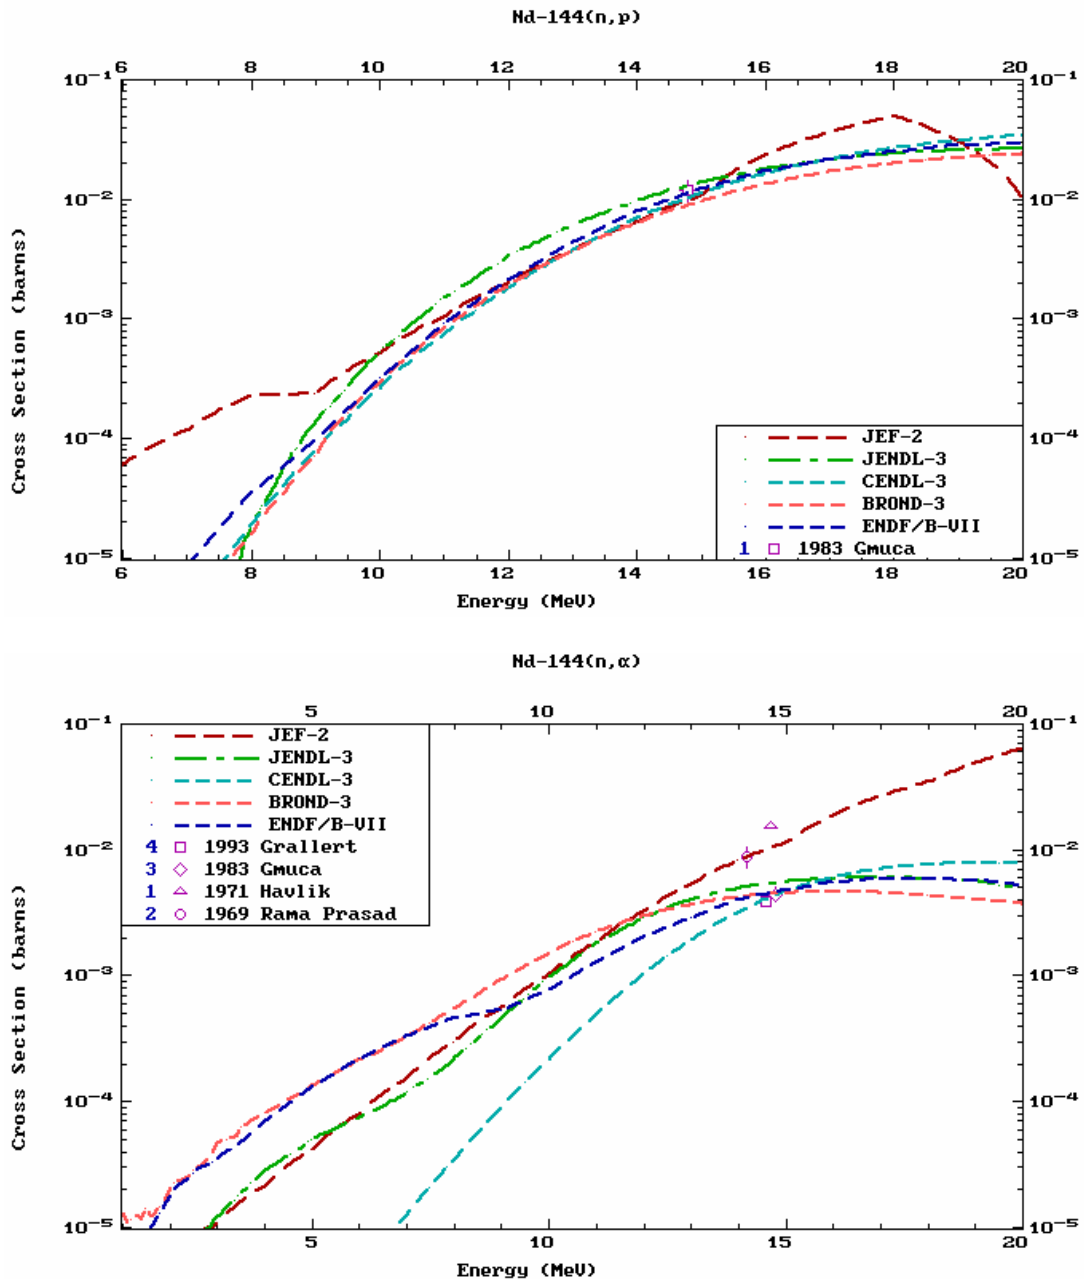 Nd-144(n,p)
6 8 10 12 14 16 18 20
10⁻¹ 10⁻¹
10⁻² 10⁻²
10⁻³ 10⁻³
10⁻⁴ 10⁻⁴
10⁻⁵ 10⁻⁵
Cross Section (barns)
JEF-2
JENDL-3
CENDL-3
BROND-3
ENDF/B-VII
1 1983 Gmuca
6 8 10 12 14 16 18 20
Energy (MeV)
Nd-144(n,α)
5 10 15 20
10⁻¹ 10⁻¹
JEF-2
JENDL-3
CENDL-3
BROND-3
ENDF/B-VII
4 1993 Grallert
3 1983 Gmuca
1 1971 Havlik
2 1969 Rama Prasad
10⁻² 10⁻²
10⁻³ 10⁻³
10⁻⁴ 10⁻⁴
10⁻⁵ 10⁻⁵
Cross Section (barns)
5 10 15 20
Energy (MeV)